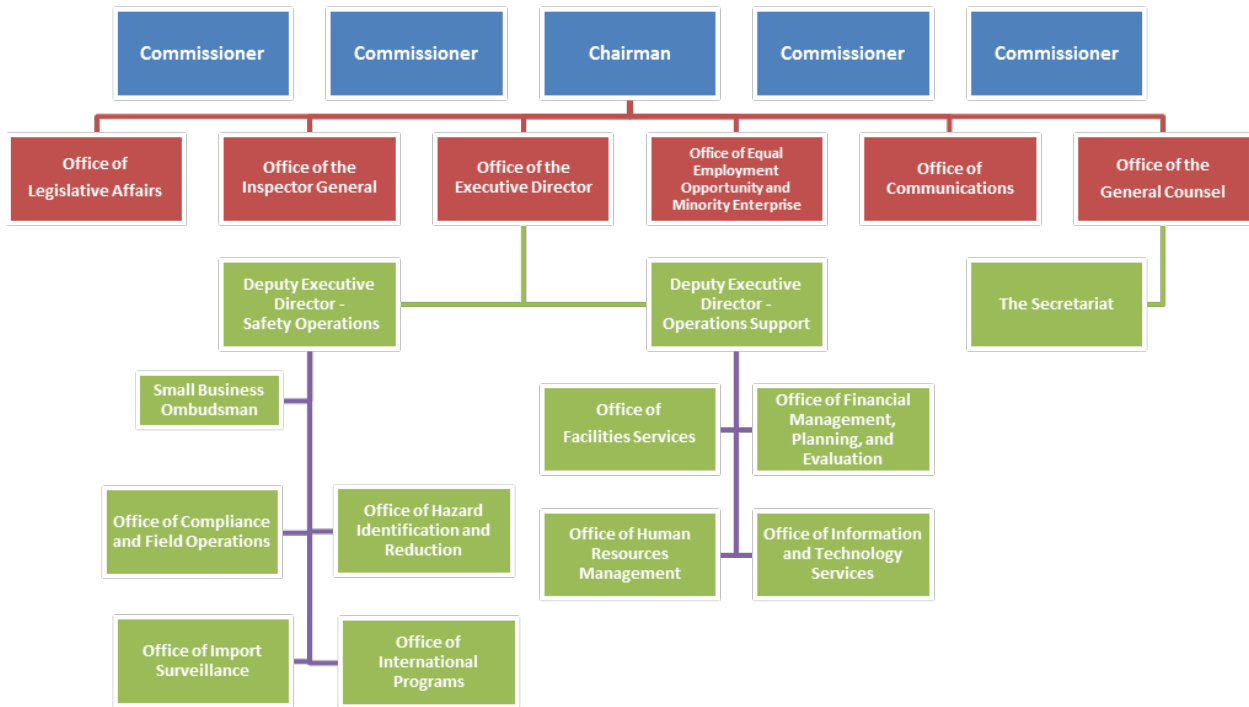 Commissioner
Commissioner
Chairman
Commissioner
Commissioner
Office of
Legislative Affairs
Office of the
Inspector General
Office of the
Executive Director
Office of Equal
Employment
Opportunity and
Minority Enterprise
Office of
Communications
Office of the
General Counsel
Deputy Executive
Director -
Safety Operations
Deputy Executive
Director -
Operations Support
The Secretariat
Small Business
Ombudsman
Office of
Facilities Services
Office of Financial
Management,
Planning, and
Evaluation
Office of Compliance
and Field Operations
Office of Hazard
Identification and
Reduction
Office of Human
Resources
Management
Office of Information
and Technology
Services
Office of Import
Surveillance
Office of
International
Programs